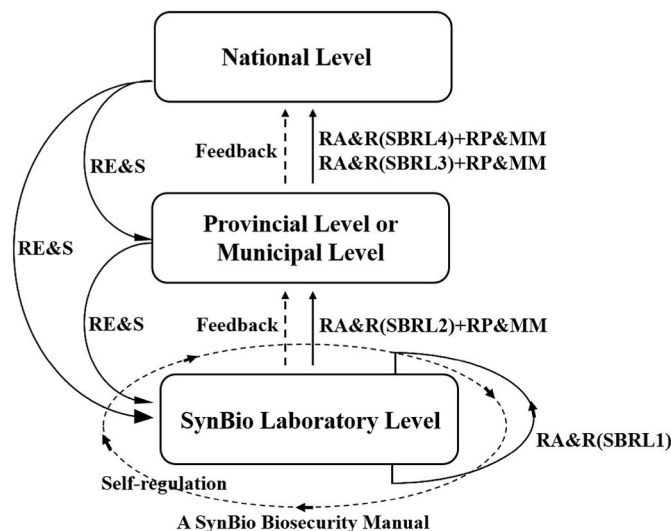 National Level
Feedback
RA&R(SBRL4)+RP&MM
RA&R(SBRL3)+RP&MM
RE&S
Provincial Level or
Municipal Level
RE&S
RE&S
Feedback
RA&R(SBRL2)+RP&MM
SynBio Laboratory Level
RA&R(SBRL1)
Self-regulation
A SynBio Biosecurity Manual